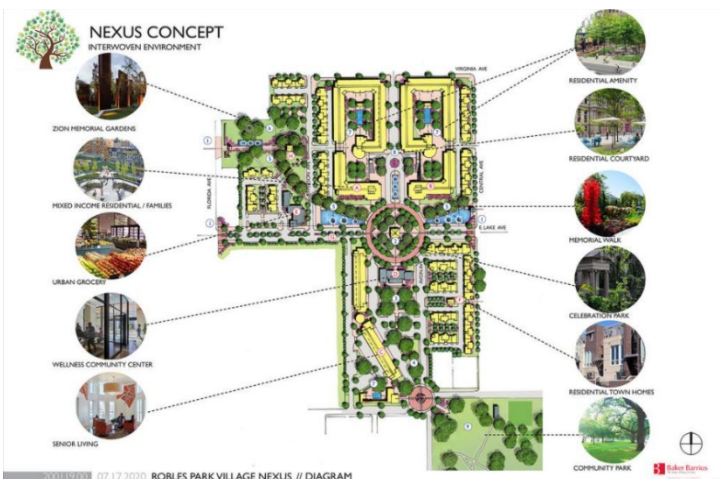 NEXUS CONCEPT
INTERWOVEN ENVIRONMENT
ZION MEMORIAL GARDENS
MIXED INCOME RESIDENTIAL / FAMILIES
URBAN GROCERY
WELLNESS COMMUNITY CENTER
SENIOR LIVING
VIRGINIA AVE
FLORIDA AVE
CENTRAL AVE
E LAKE AVE
RESIDENTIAL AMENITY
RESIDENTIAL COURTYARD
MEMORIAL WALK
CELEBRATION PARK
RESIDENTIAL TOWN HOMES
COMMUNITY PARK
07.17.2020 ROBLES PARK VILLAGE NEXUS // DIAGRAM
Baker Barrios